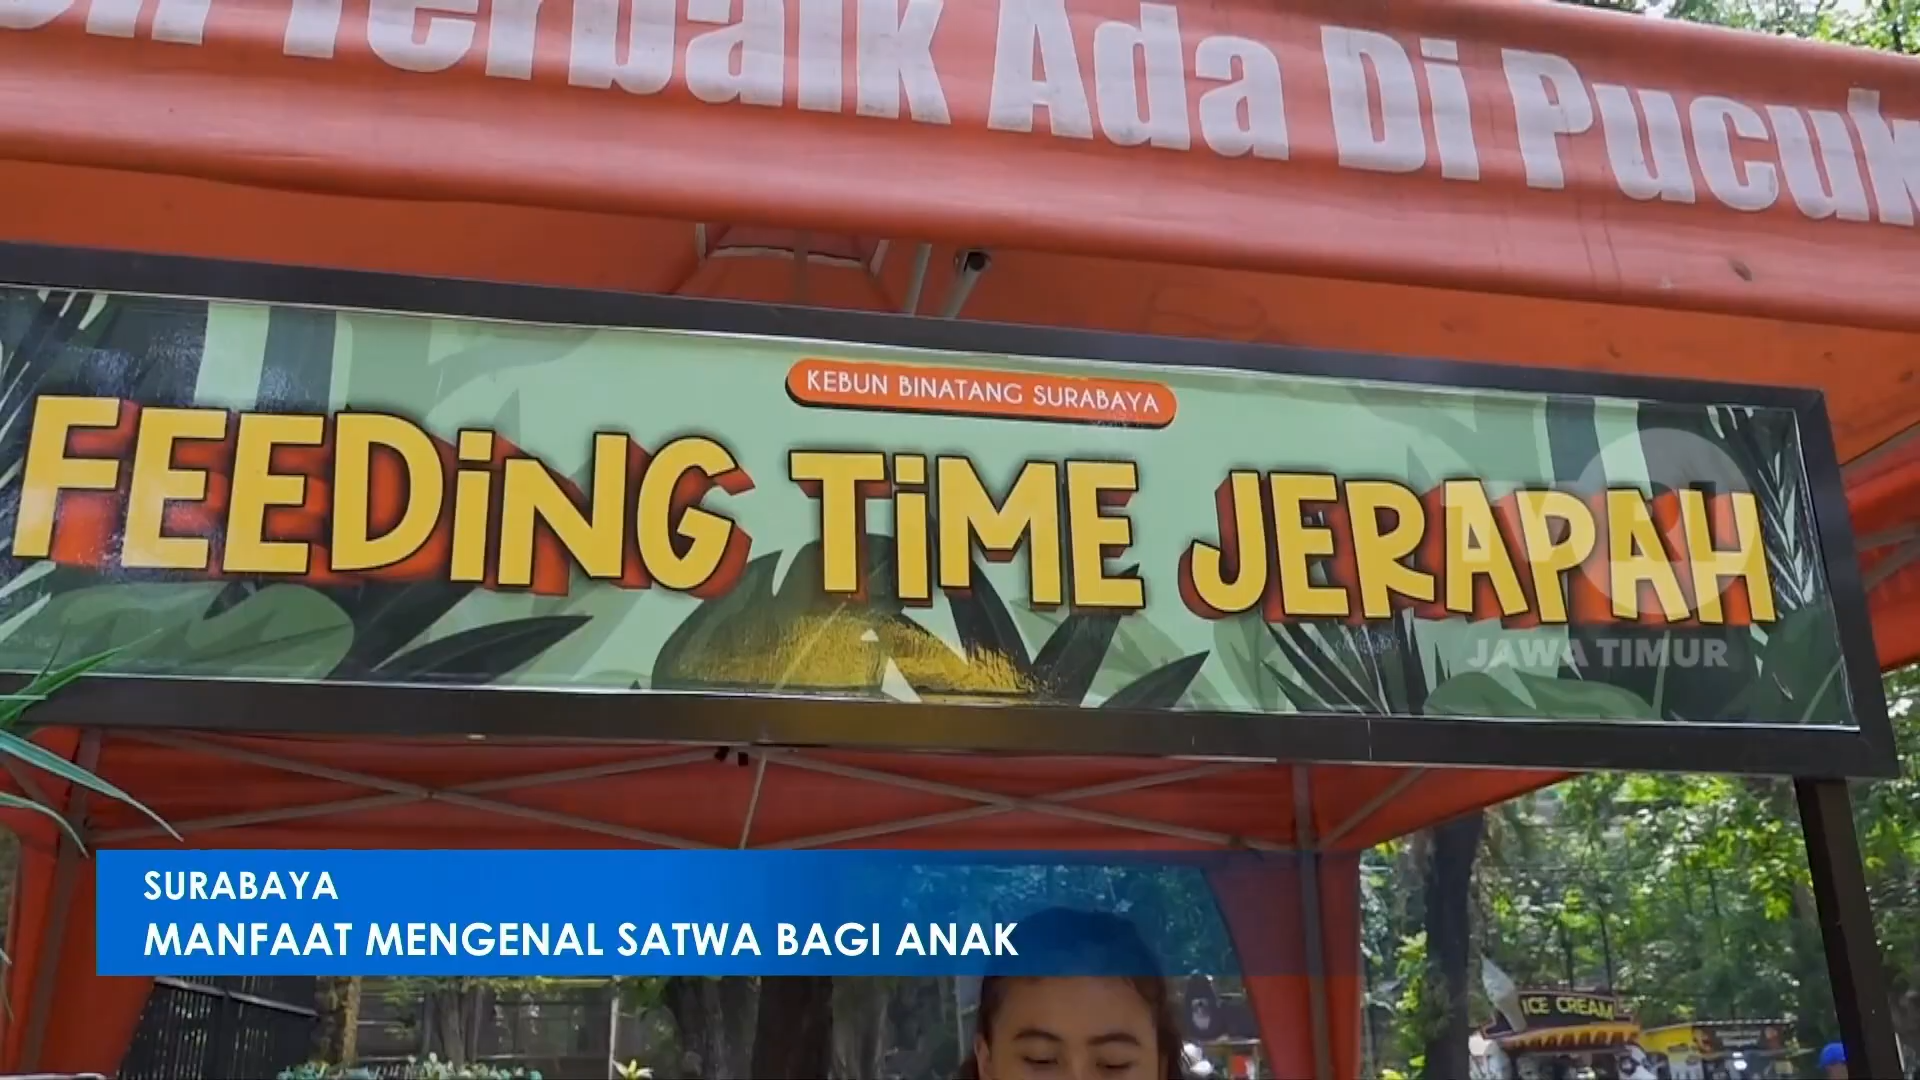 Terbaik Ada Di Pucuk
KEBUN BINATANG SURABAYA
FEEDING TIME JERAPAH
TVRI
JAWA TIMUR
SURABAYA
MANFAAT MENGENAL SATWA BAGI ANAK
ICE CREAM